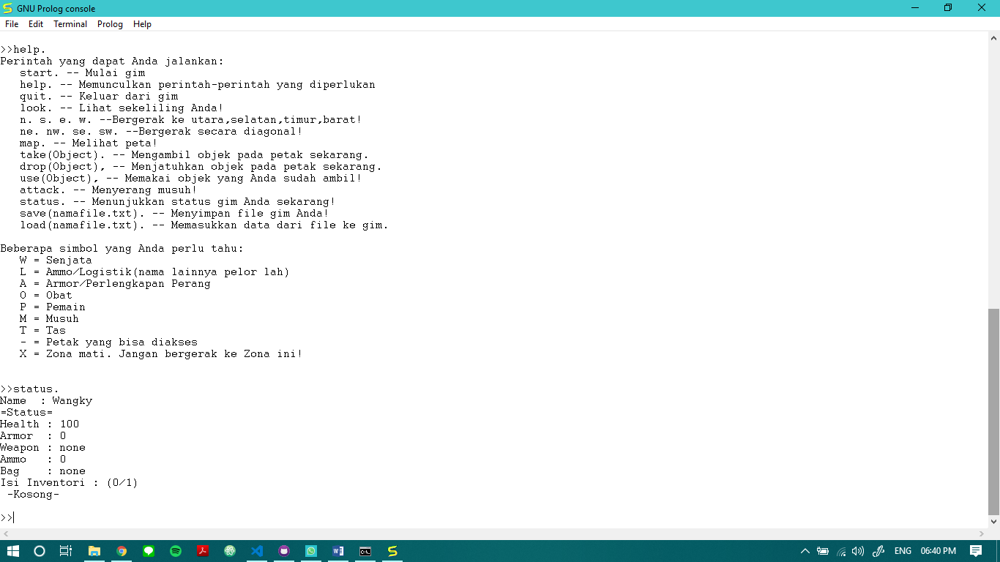 GNU Prolog console
File Edit Terminal Prolog Help
>>help.
Perintah yang dapat Anda jalankan:
   start. -- Mulai gim
   help. -- Memunculkan perintah-perintah yang diperlukan
   quit. -- Keluar dari gim
   look. -- Lihat sekeliling Anda!
   n. s. e. w. --Bergerak ke utara,selatan,timur,barat!
   ne. nw. se. sw. --Bergerak secara diagonal!
   map. -- Melihat peta!
   take(Object). -- Mengambil objek pada petak sekarang.
   drop(Object), -- Menjatuhkan objek pada petak sekarang.
   use(Object), -- Memakai objek yang Anda sudah ambil!
   attack. -- Menyerang musuh!
   status. -- Menunjukkan status gim Anda sekarang!
   save(namafile.txt). -- Menyimpan file gim Anda!
   load(namafile.txt). -- Memasukkan data dari file ke gim.
Beberapa simbol yang Anda perlu tahu:
   W = Senjata
   L = Ammo/Logistik(nama lainnya pelor lah)
   A = Armor/Perlengkapan Perang
   O = Obat
   P = Pemain
   M = Musuh
   T = Tas
   - = Petak yang bisa diakses
   X = Zona mati. Jangan bergerak ke Zona ini!
>>status.
Name  : Wangky
=Status=
Health : 100
Armor  : 0
Weapon : none
Ammo   : 0
Bag    : none
Isi Inventori : (0/1)
 -Kosong-
>>
ENG 06:40 PM